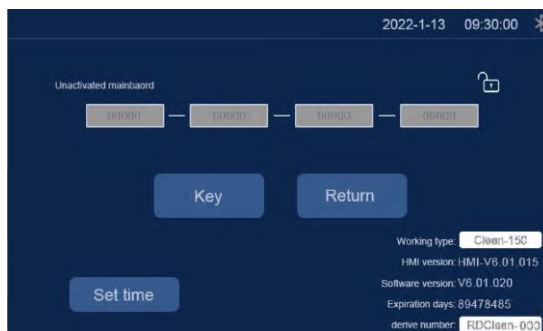 2022-1-13 09:30:00
Unactivated mainbaord
00000 — 00000 — 00000 — 00000
Key
Return
Working type: Clean-150
HMI version: HMI-V6.01.015
Software version: V6.01.020
Set time
Expiration days: 89478485
derive number: RDClaen-000